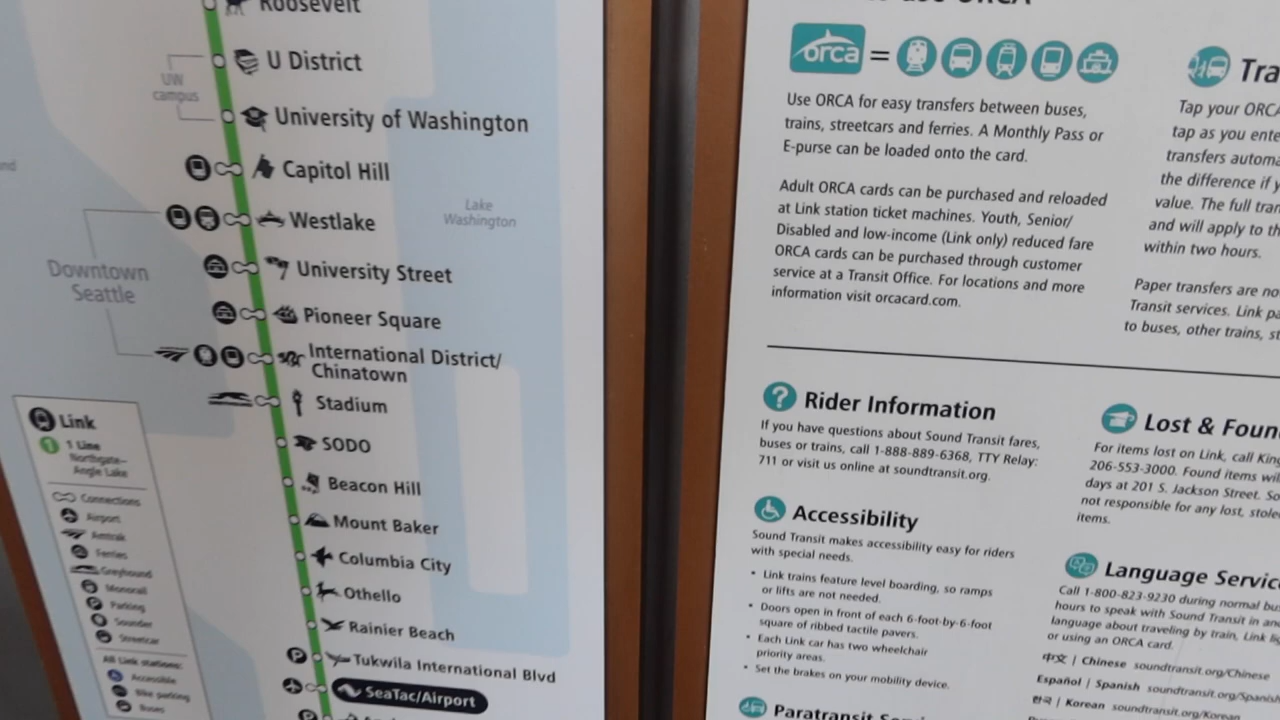 Roosevelt
U District
UW
campus
University of Washington
Capitol Hill
Lake
Washington
Westlake
Downtown
Seattle
University Street
Pioneer Square
International District/
Chinatown
Stadium
SODO
Beacon Hill
Mount Baker
Columbia City
Othello
Rainier Beach
P
Tukwila International Blvd
SeaTac/Airport
P
Link
1
1 Line
Northgate–
Angle Lake
Connections
Airport
Amtrak
Ferries
Greyhound
Monorail
P Parking
Sounder
Streetcar
All Link stations:
Accessible
Bike parking
Buses
use ORCA
orca =
Use ORCA for easy transfers between buses,
trains, streetcars and ferries. A Monthly Pass or
E-purse can be loaded onto the card.
Adult ORCA cards can be purchased and reloaded
at Link station ticket machines. Youth, Senior/
Disabled and low-income (Link only) reduced fare
ORCA cards can be purchased through customer
service at a Transit Office. For locations and more
information visit orcacard.com.
Tra
Tap your ORCA
tap as you ente
transfers automa
the difference if y
value. The full tran
and will apply to th
within two hours.
Paper transfers are no
Transit services. Link pa
to buses, other trains, st
? Rider Information
If you have questions about Sound Transit fares,
buses or trains, call 1-888-889-6368, TTY Relay:
711 or visit us online at soundtransit.org.
Accessibility
Sound Transit makes accessibility easy for riders
with special needs.
• Link trains feature level boarding, so ramps
or lifts are not needed.
• Doors open in front of each 6-foot-by-6-foot
square of ribbed tactile pavers.
• Each Link car has two wheelchair
priority areas.
• Set the brakes on your mobility device.
Paratransit Serv
Lost & Foun
For items lost on Link, call King
206-553-3000. Found items wil
days at 201 S. Jackson Street. So
not responsible for any lost, stole
items.
Language Service
Call 1-800-823-9230 during normal bus
hours to speak with Sound Transit in an
language about traveling by train, Link lig
or using an ORCA card.
中文 | Chinese soundtransit.org/Chinese
Español | Spanish soundtransit.org/Spanis
한국 | Korean soundtransit.org/Korean